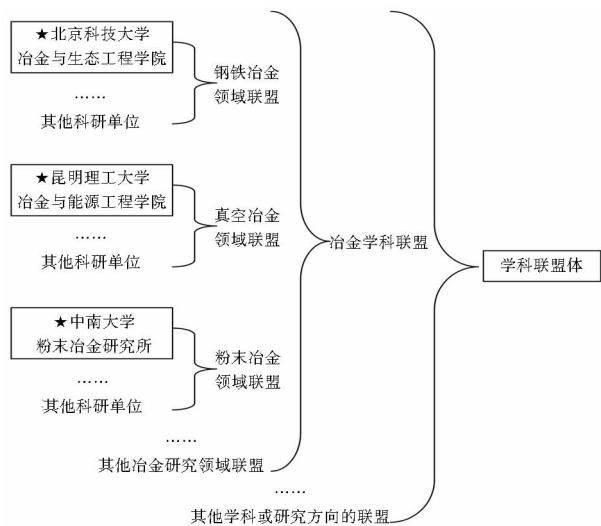 ★北京科技大学
冶金与生态工程学院
……
其他科研单位
钢铁冶金
领域联盟
★昆明理工大学
冶金与能源工程学院
……
其他科研单位
真空冶金
领域联盟
★中南大学
粉末冶金研究所
……
其他科研单位
粉末冶金
领域联盟
……
其他冶金研究领域联盟
冶金学科联盟
……
其他学科或研究方向的联盟
学科联盟体